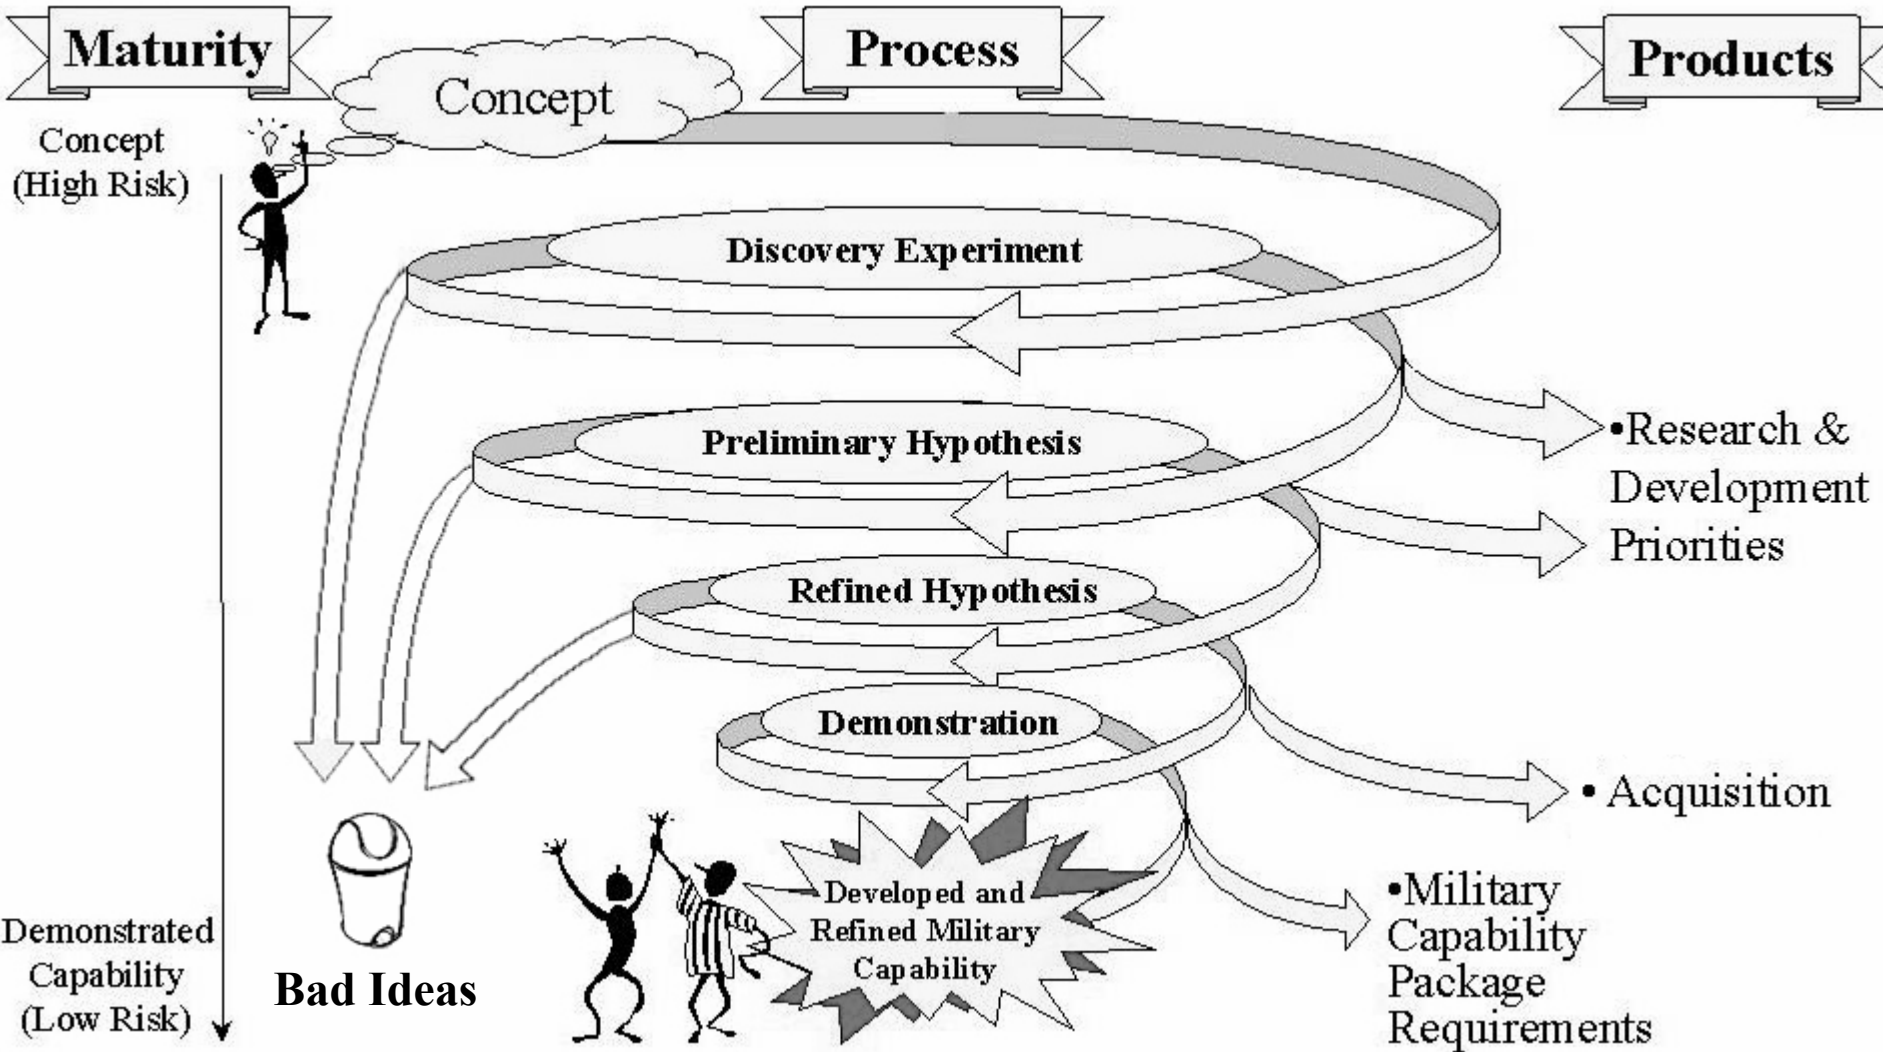 Maturity
Process
Products
Concept
Concept
(High Risk)
Discovery Experiment
Preliminary Hypothesis
•Research &
Development
Priorities
Refined Hypothesis
Demonstration
• Acquisition
Developed and
Refined Military
Capability
•Military
Capability
Package
Requirements
Demonstrated
Capability
(Low Risk)
Bad Ideas